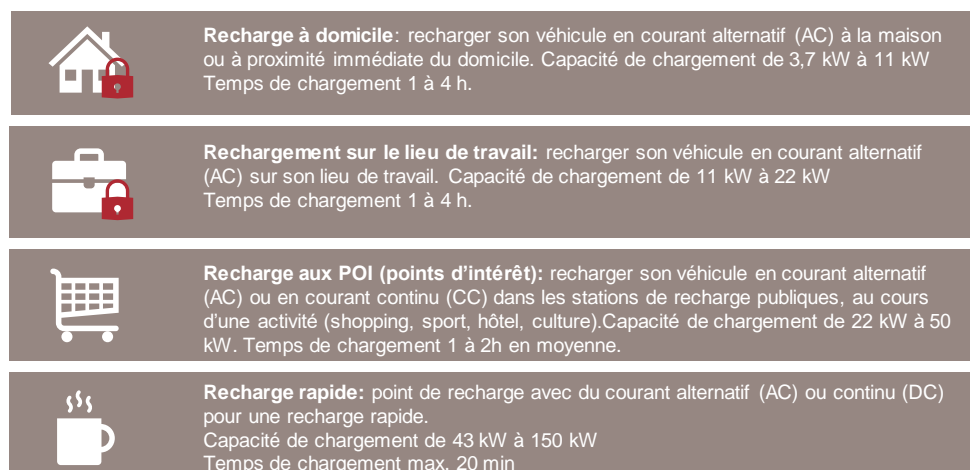 Recharge à domicile: recharger son véhicule en courant alternatif (AC) à la maison
ou à proximité immédiate du domicile. Capacité de chargement de 3,7 kW à 11 kW
Temps de chargement 1 à 4 h.
Rechargement sur le lieu de travail: recharger son véhicule en courant alternatif
(AC) sur son lieu de travail. Capacité de chargement de 11 kW à 22 kW
Temps de chargement 1 à 4 h.
Recharge aux POI (points d’intérêt): recharger son véhicule en courant alternatif
(AC) ou en courant continu (CC) dans les stations de recharge publiques, au cours
d’une activité (shopping, sport, hôtel, culture).Capacité de chargement de 22 kW à 50
kW. Temps de chargement 1 à 2h en moyenne.
Recharge rapide: point de recharge avec du courant alternatif (AC) ou continu (DC)
pour une recharge rapide.
Capacité de chargement de 43 kW à 150 kW
Temps de chargement max. 20 min